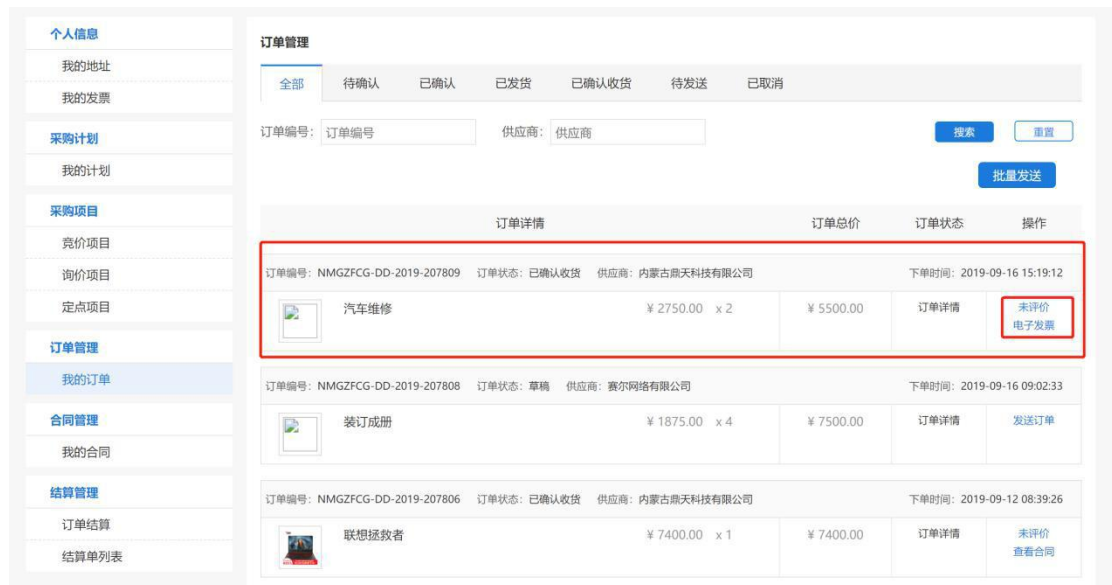 个人信息
我的地址
我的发票
采购计划
我的计划
采购项目
竞价项目
询价项目
定点项目
订单管理
我的订单
合同管理
我的合同
结算管理
订单结算
结算单列表
订单管理
全部 待确认 已确认 已发货 已确认收货 待发送 已取消
订单编号: 订单编号 供应商: 供应商 搜索 重置
批量发送
订单详情 订单总价 订单状态 操作
订单编号: NMGZFCG-DD-2019-207809 订单状态: 已确认收货 供应商: 内蒙古鼎天科技有限公司 下单时间: 2019-09-16 15:19:12
汽车维修 ¥ 2750.00 x 2 ¥ 5500.00 订单详情 未评价
电子发票
订单编号: NMGZFCG-DD-2019-207808 订单状态: 草稿 供应商: 赛尔网络有限公司 下单时间: 2019-09-16 09:02:33
装订成册 ¥ 1875.00 x 4 ¥ 7500.00 订单详情 发送订单
订单编号: NMGZFCG-DD-2019-207806 订单状态: 已确认收货 供应商: 内蒙古鼎天科技有限公司 下单时间: 2019-09-12 08:39:26
联想拯救者 ¥ 7400.00 x 1 ¥ 7400.00 订单详情 未评价
查看合同